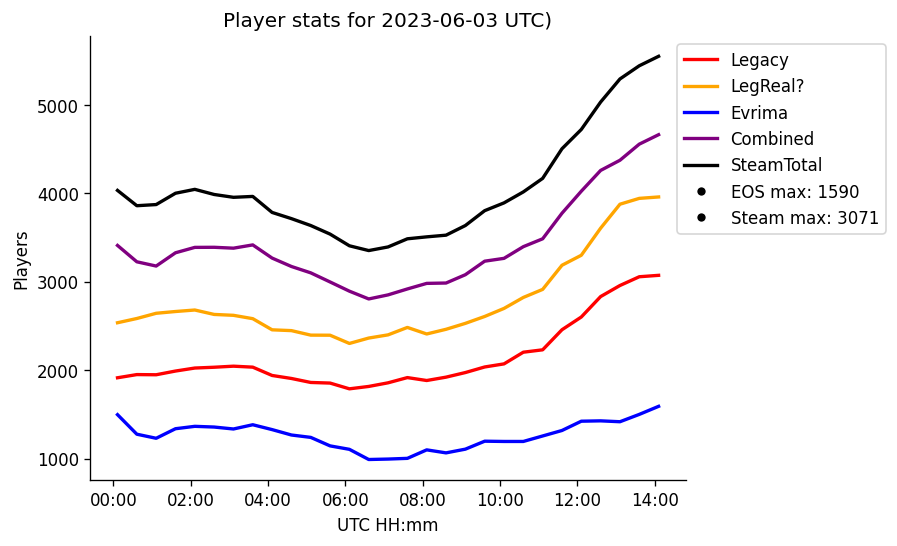 Player stats for 2023-06-03 UTC)
Legacy
LegReal?
Evrima
Combined
SteamTotal
EOS max: 1590
Steam max: 3071
Players
5000
4000
3000
2000
1000
00:00 02:00 04:00 06:00 08:00 10:00 12:00 14:00
UTC HH:mm